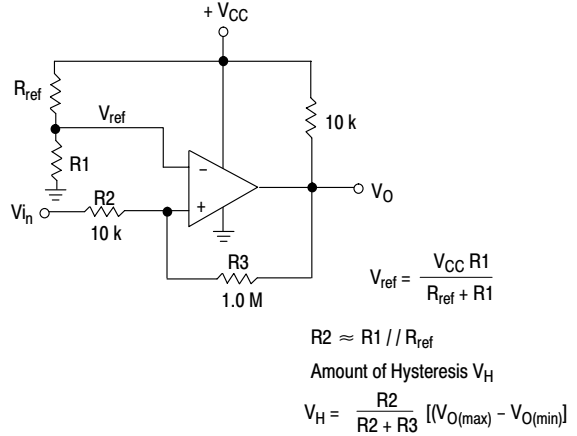 + VCC
Rref
Vref
10 k
R1
–
R2
Vin
+
VO
10 k
R3
1.0 M
Vref = VCC R1 / Rref + R1
R2 ≈ R1 / / Rref
Amount of Hysteresis VH
VH = R2 / R2 + R3 [(VO(max) – VO(min)]